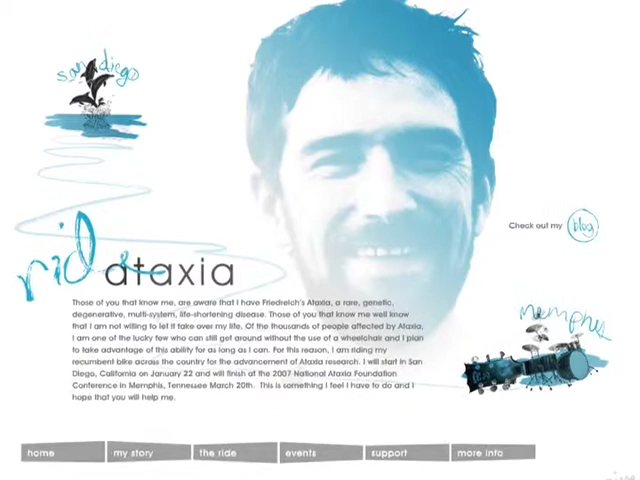 san diego
Check out my blog
ride ataxia
Those of you that know me, are aware that I have Friedreich's Ataxia, a rare, genetic,
degenerative, multi-system, life-shortening disease. Those of you that know me well know
that I am not willing to let it take over my life. Of the thousands of people affected by Ataxia,
I am one of the lucky few who can still get around without the use of a wheelchair and I plan
to take advantage of this ability for as long as I can. For this reason, I am riding my
recumbent bike across the country for the advancement of Ataxia research. I will start in San
Diego, California on January 22 and will finish at the 2007 National Ataxia Foundation
Conference in Memphis, Tennessee March 20th. This is something I feel I have to do and I
hope that you will help me.
memphis
home my story the ride events support more info